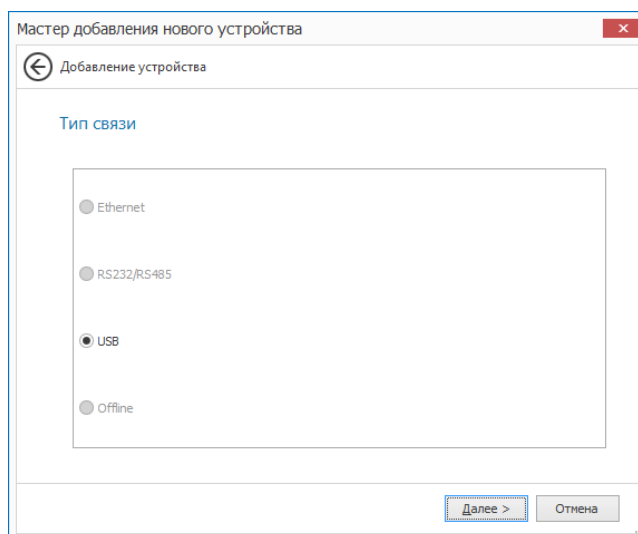 Мастер добавления нового устройства
Добавление устройства
Тип связи
Ethernet
RS232/RS485
USB
Offline
Далее >
Отмена